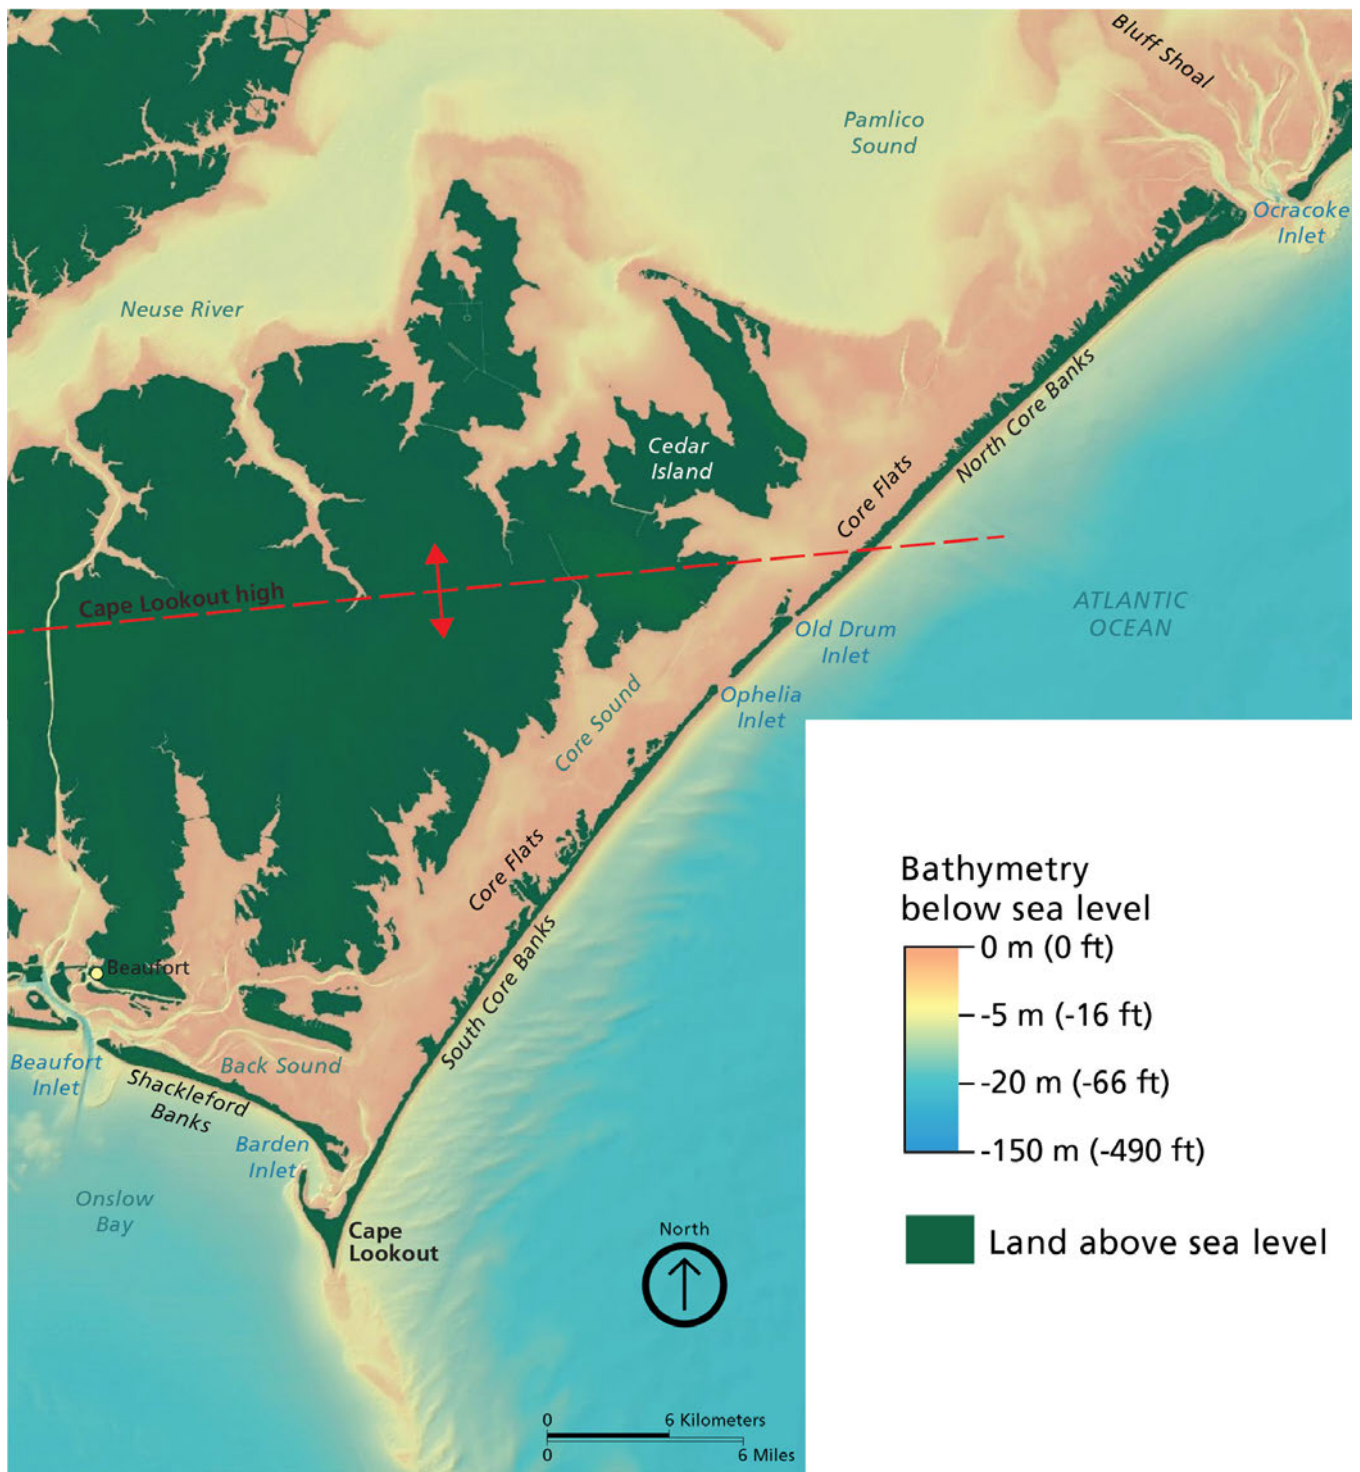 Bluff Shoal
Pamlico
Sound
Ocracoke
Inlet
Neuse River
North Core Banks
Cedar
Island
Core Flats
Cape Lookout high
ATLANTIC
OCEAN
Old Drum
Inlet
Ophelia
Inlet
Core Sound
Core Flats
South Core Banks
Beaufort
Beaufort
Inlet
Back Sound
Shackleford
Banks
Barden
Inlet
Onslow
Bay
Cape
Lookout
North
0 6 Kilometers
0 6 Miles
Bathymetry
below sea level
0 m (0 ft)
-5 m (-16 ft)
-20 m (-66 ft)
-150 m (-490 ft)
Land above sea level